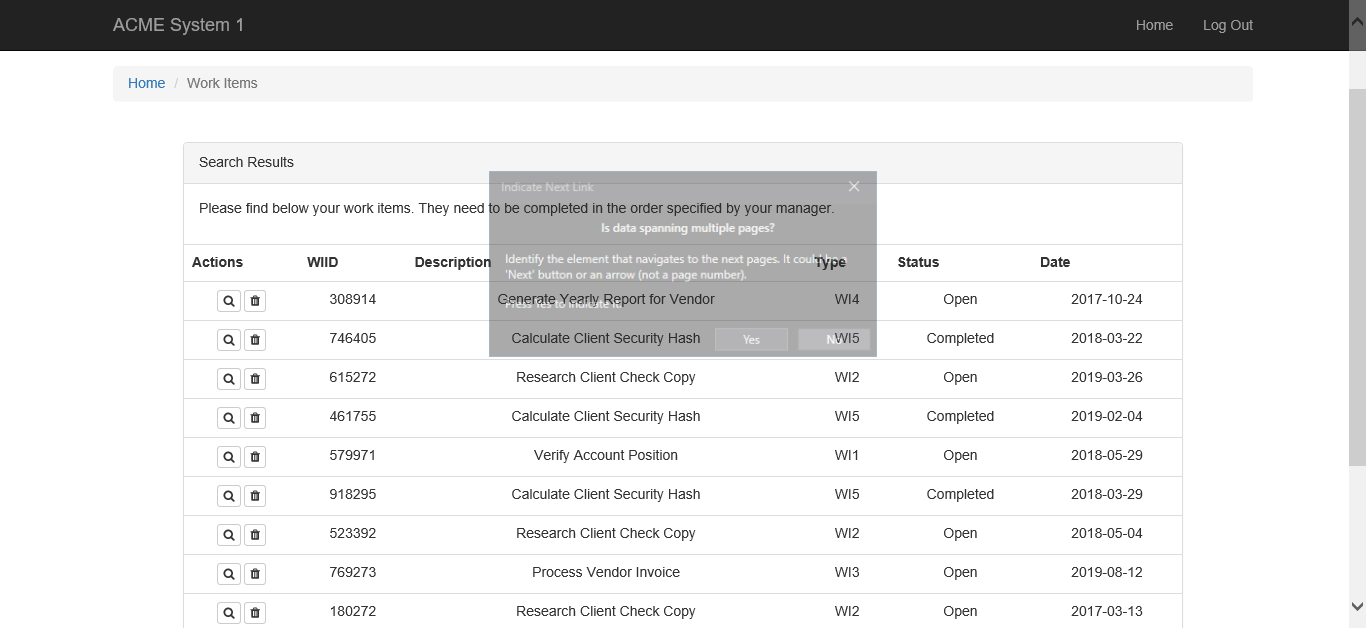 ACME System 1 Home Log Out
Home / Work Items
Search Results
Indicate Next Link
Please find below your work items. They need to be completed in the order specified by your manager.
Is data spanning multiple pages?
Identify the element that navigates to the next pages. It could be a
'Next' button or an arrow (not a page number).
Press Yes to indicate it.
Yes No
Actions WIID Description Type Status Date
308914 Generate Yearly Report for Vendor WI4 Open 2017-10-24
746405 Calculate Client Security Hash WI5 Completed 2018-03-22
615272 Research Client Check Copy WI2 Open 2019-03-26
461755 Calculate Client Security Hash WI5 Completed 2019-02-04
579971 Verify Account Position WI1 Open 2018-05-29
918295 Calculate Client Security Hash WI5 Completed 2018-03-29
523392 Research Client Check Copy WI2 Open 2018-05-04
769273 Process Vendor Invoice WI3 Open 2019-08-12
180272 Research Client Check Copy WI2 Open 2017-03-13